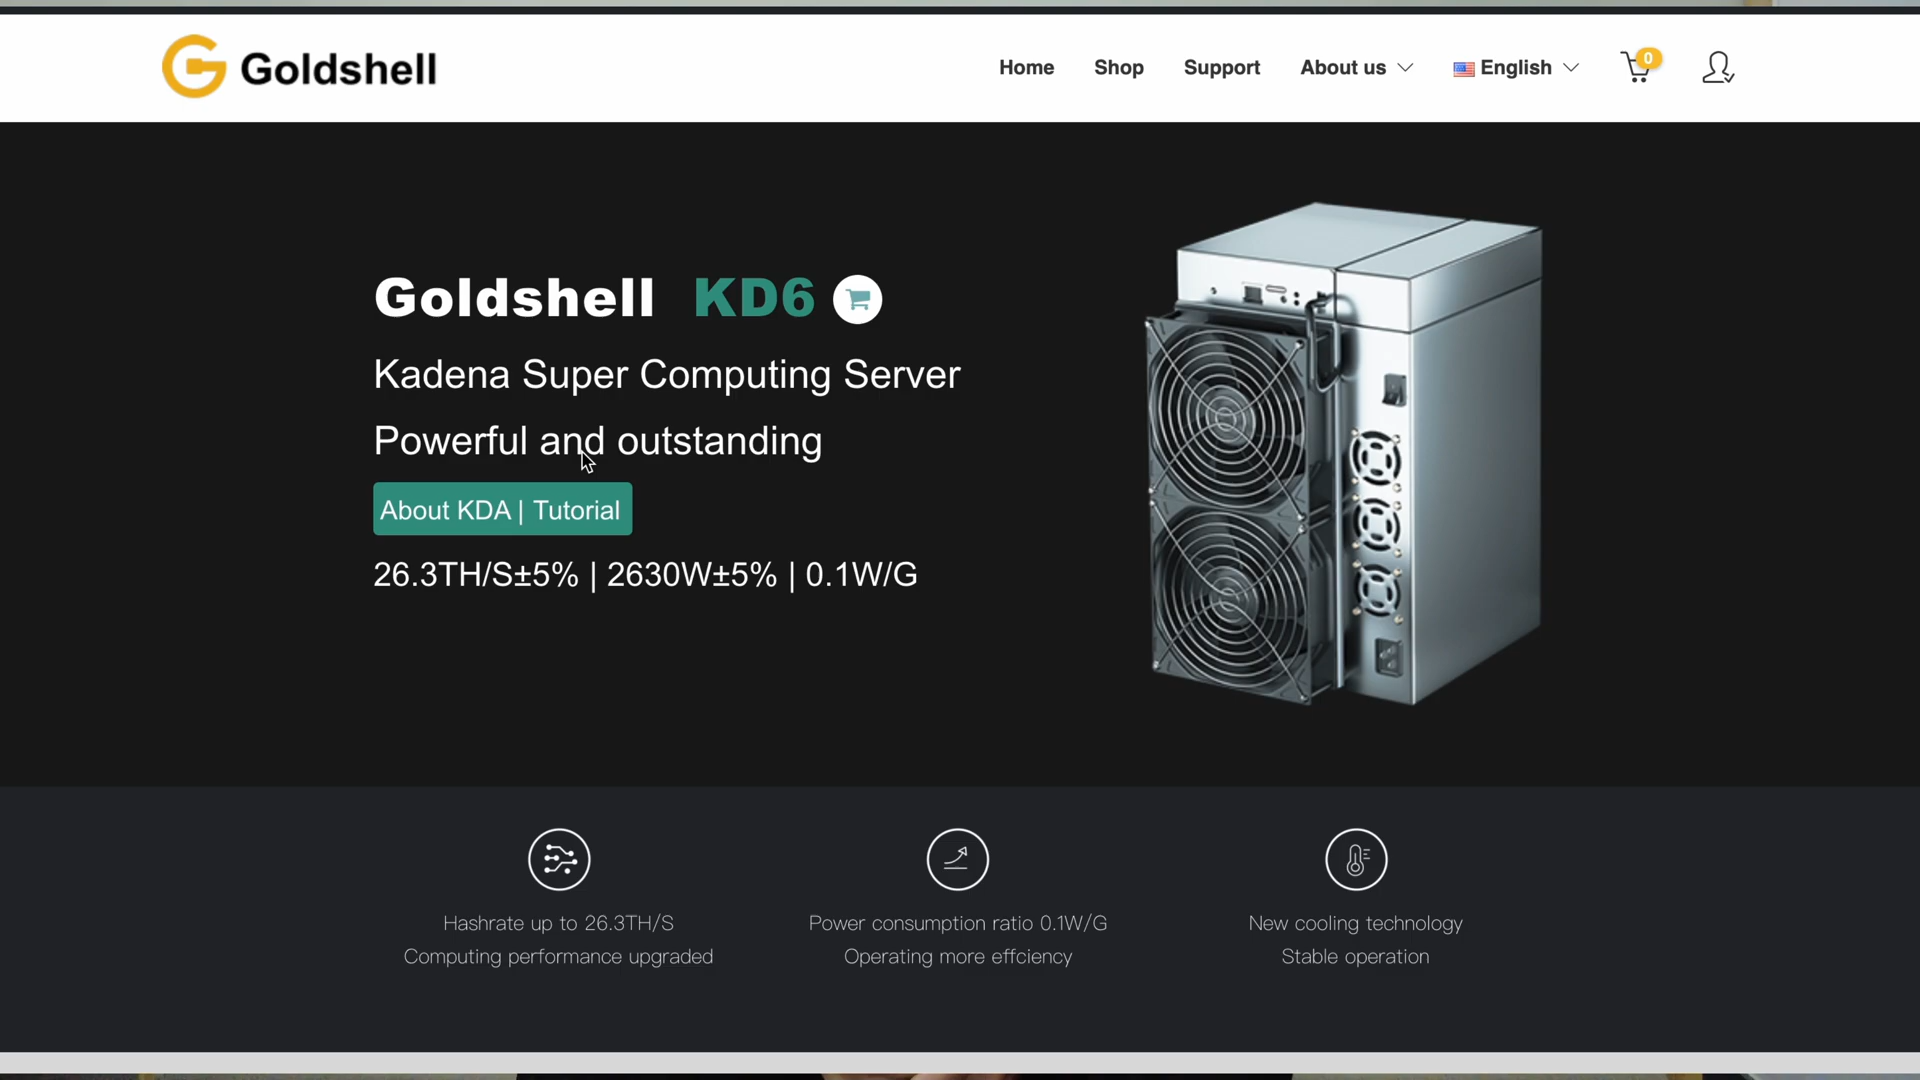 Goldshell
Home Shop Support About us English 0
Goldshell KD6
Kadena Super Computing Server
Powerful and outstanding
About KDA | Tutorial
26.3TH/S±5% | 2630W±5% | 0.1W/G
Hashrate up to 26.3TH/S
Computing performance upgraded
Power consumption ratio 0.1W/G
Operating more effciency
New cooling technology
Stable operation